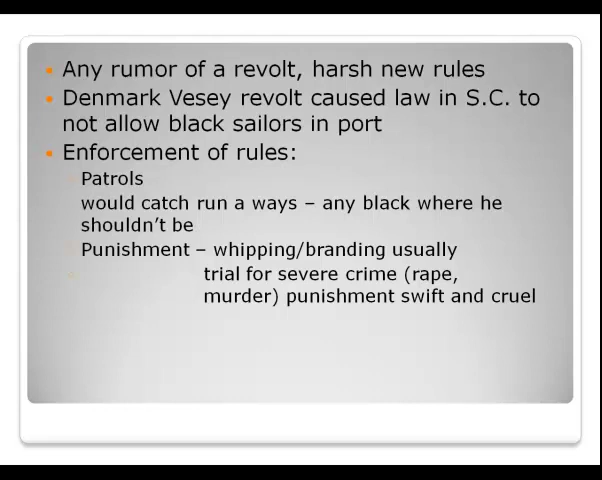 Any rumor of a revolt, harsh new rules
Denmark Vesey revolt caused law in S.C. to
not allow black sailors in port
Enforcement of rules:
Patrols
would catch run a ways – any black where he
shouldn't be
Punishment – whipping/branding usually
trial for severe crime (rape,
murder) punishment swift and cruel